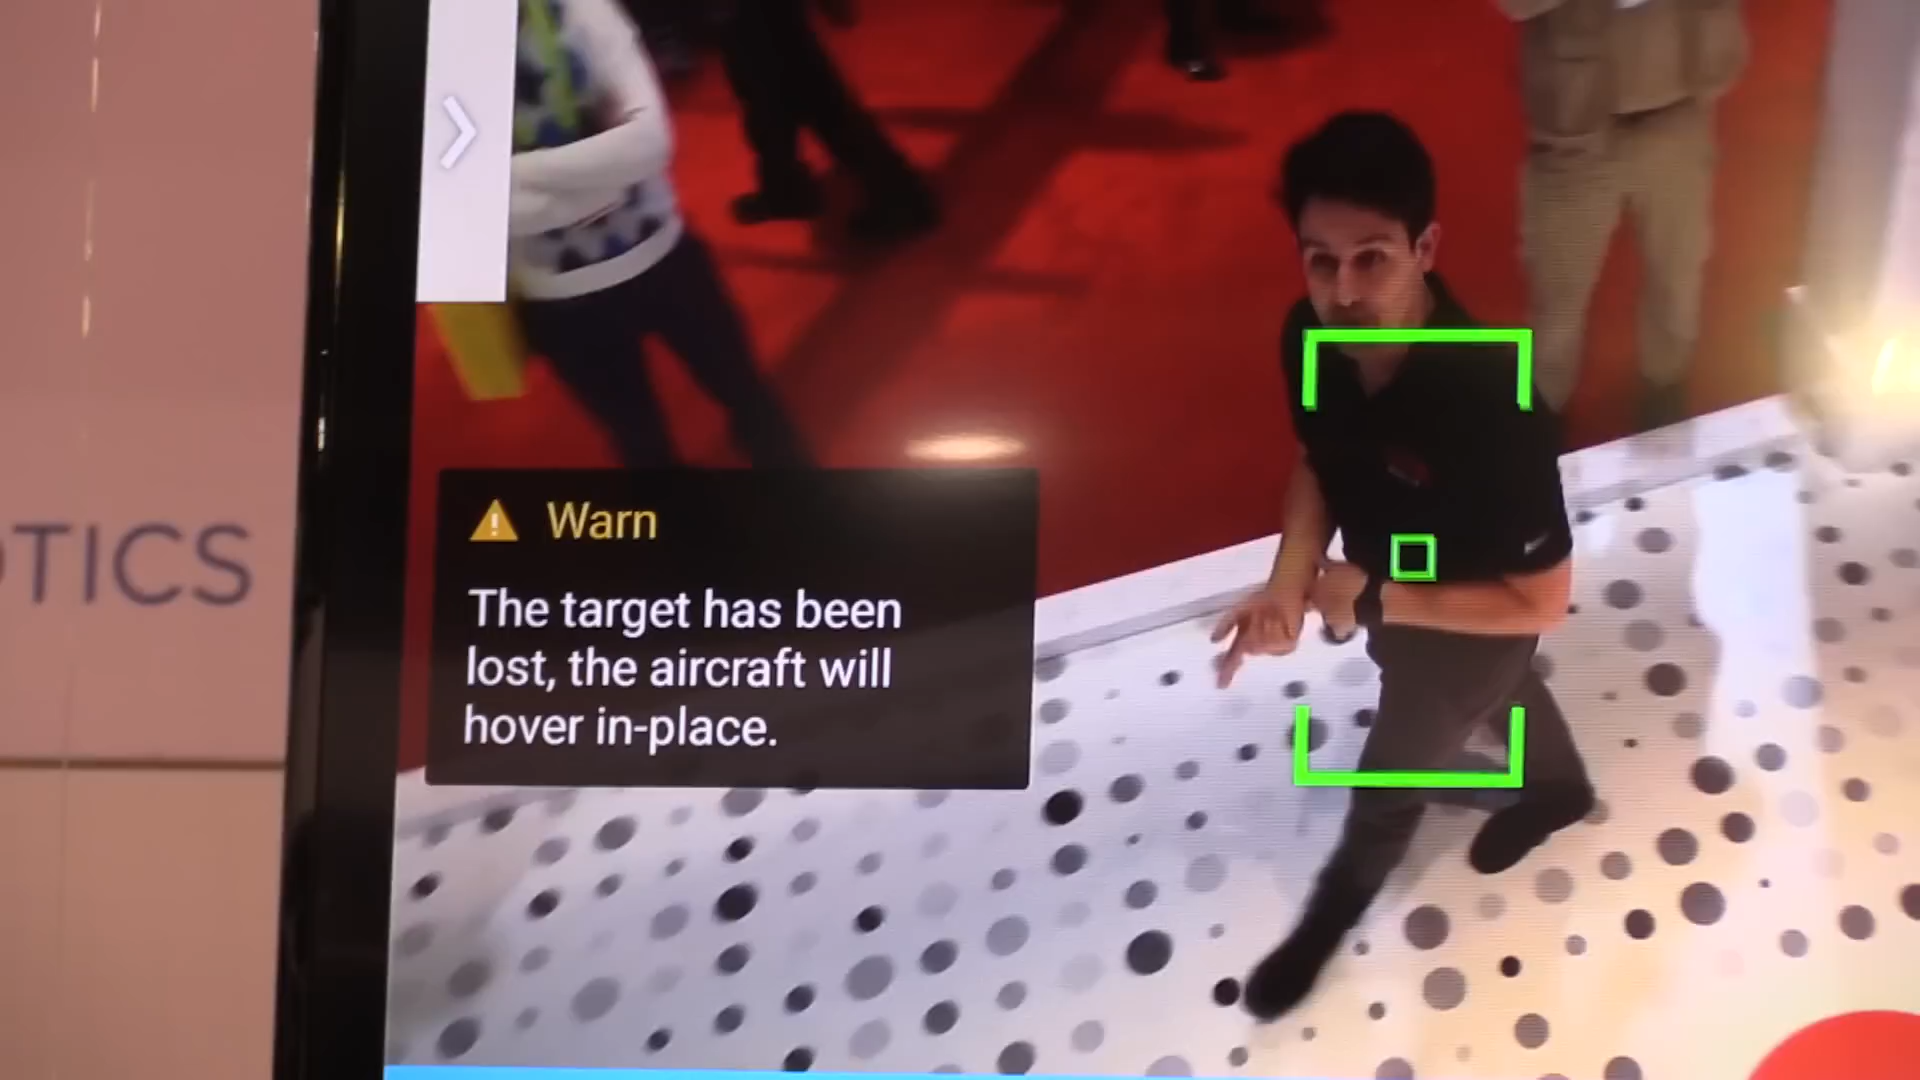 OTICS
Warn
The target has been
lost, the aircraft will
hover in-place.